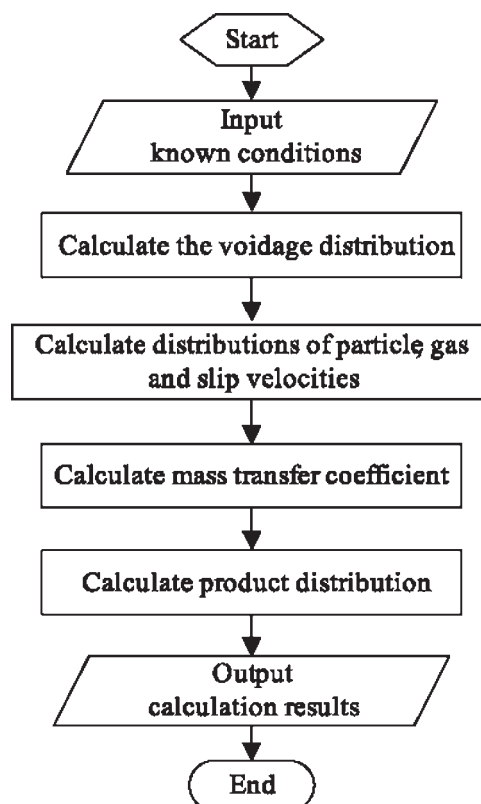 Start
Input
known conditions
Calculate the voidage distribution
Calculate distributions of particle, gas
and slip velocities
Calculate mass transfer coefficient
Calculate product distribution
Output
calculation results
End